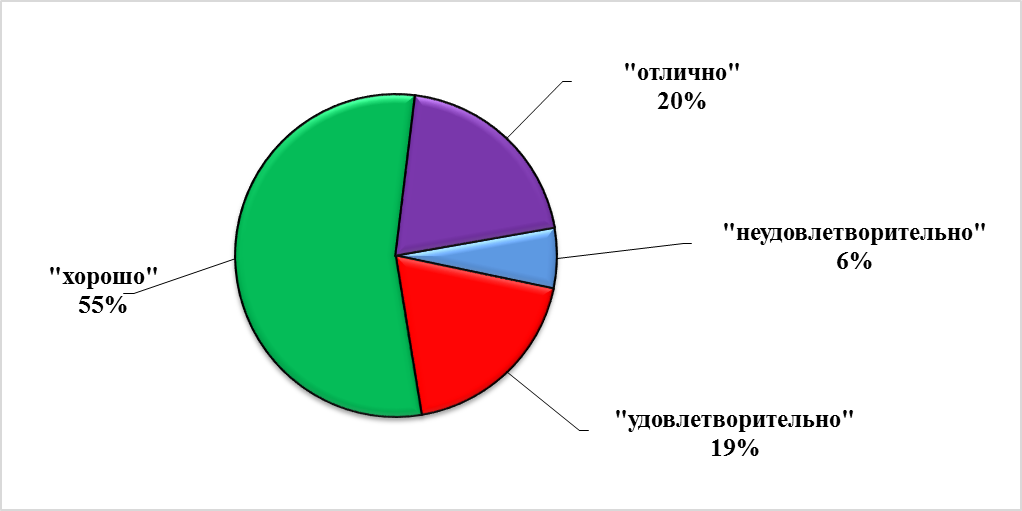 "отлично"
20%
"неудовлетворительно"
6%
"хорошо"
55%
"удовлетворительно"
19%